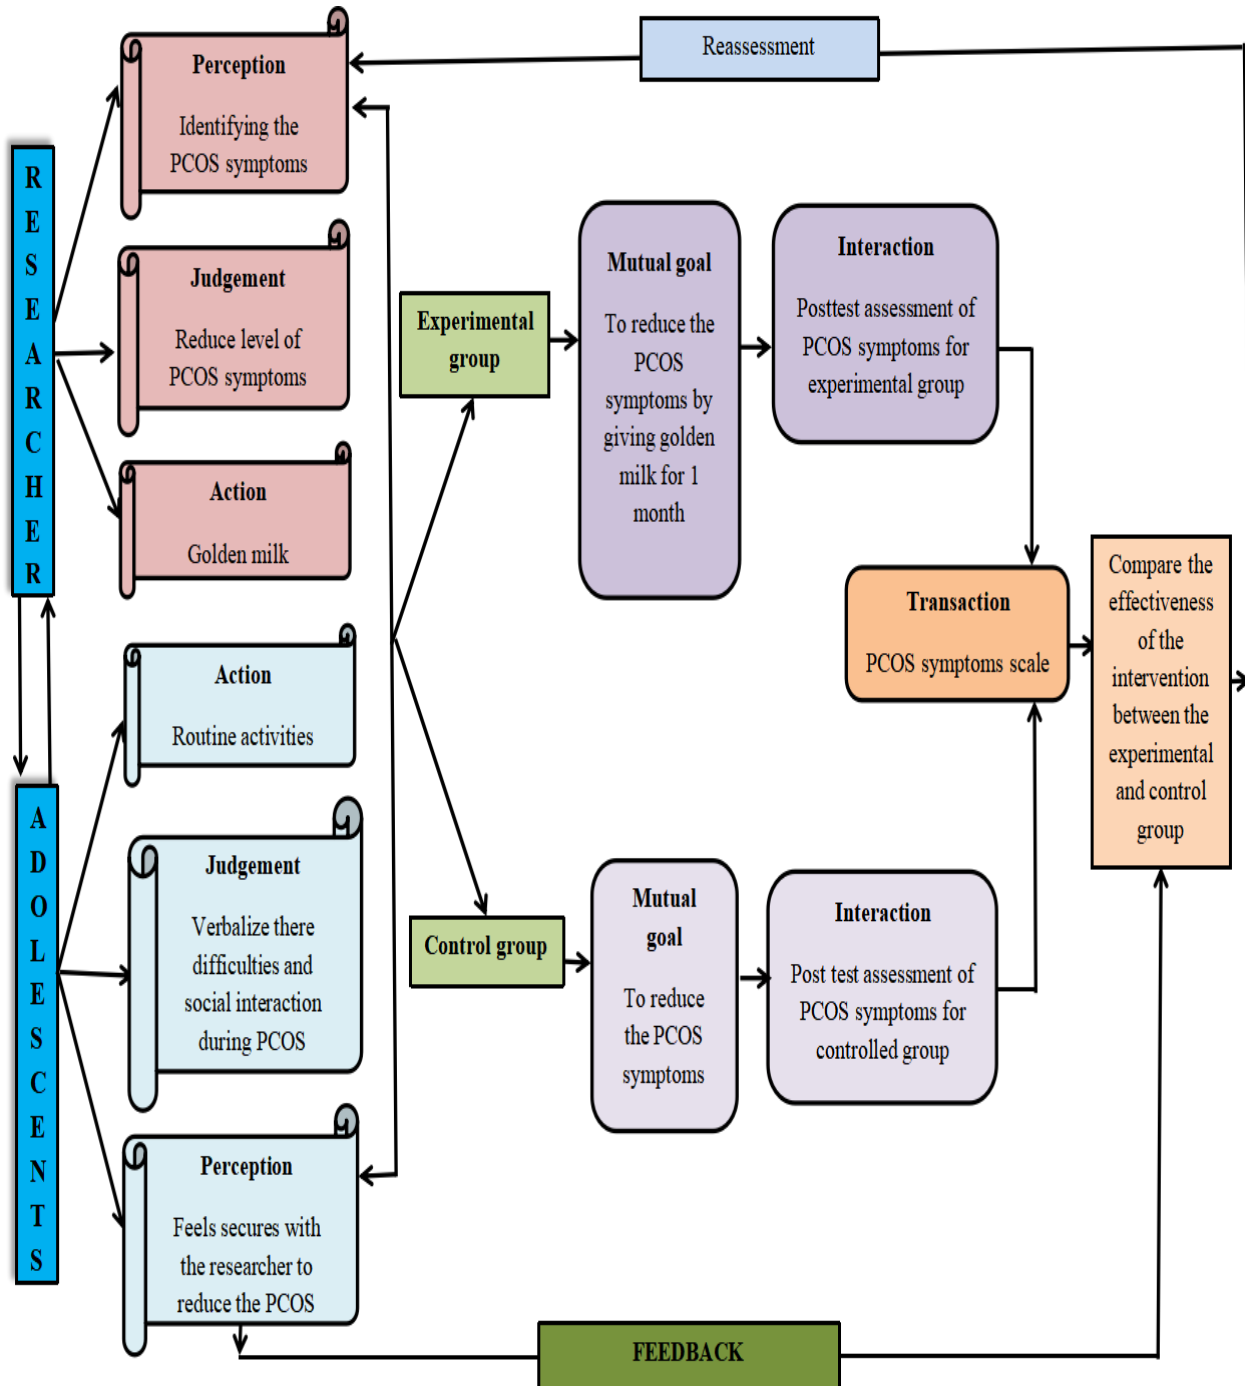 Reassessment
Perception
Identifying the
PCOS symptoms
RESEARCHER
Judgement
Reduce level of
PCOS symptoms
Action
Golden milk
Action
Routine activities
ADOLESCENTS
Judgement
Verbalize there
difficulties and
social interaction
during PCOS
Perception
Feels secures with
the researcher to
reduce the PCOS
Experimental
group
Mutual goal
To reduce the
PCOS
symptoms by
giving golden
milk for 1
month
Interaction
Posttest assessment of
PCOS symptoms for
experimental group
Control group
Mutual
goal
To reduce
the PCOS
symptoms
Interaction
Post test assessment of
PCOS symptoms for
controlled group
Transaction
PCOS symptoms scale
Compare the
effectiveness
of the
intervention
between the
experimental
and control
group
FEEDBACK